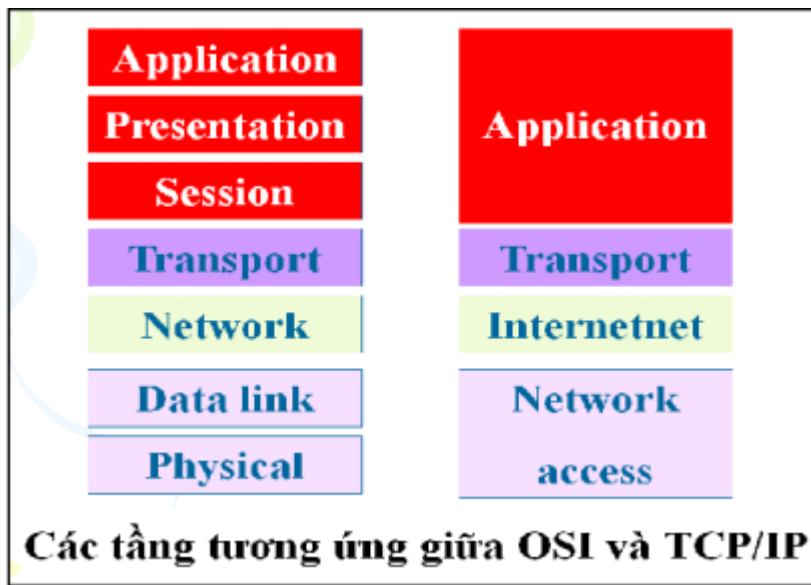 Application
Presentation
Session
Transport
Network
Data link
Physical
Application
Transport
Internetnet
Network
access
Các tầng tương ứng giữa OSI và TCP/IP